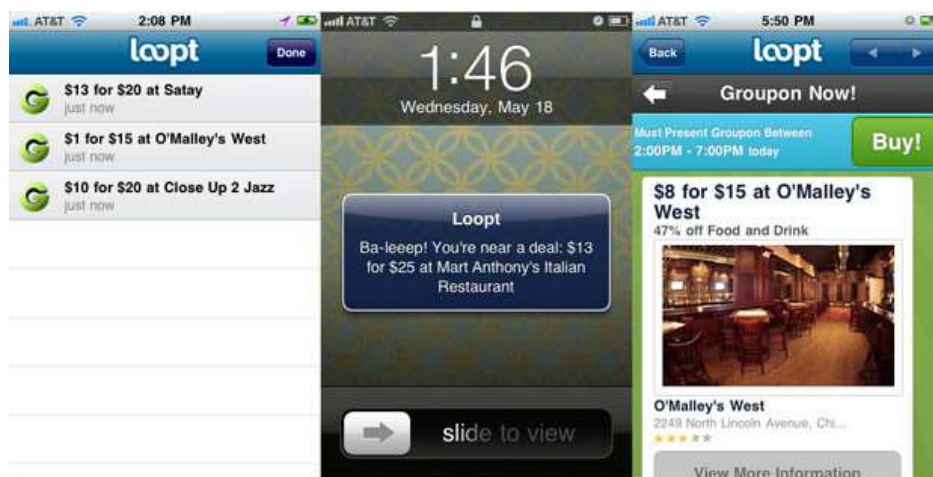 AT&T 2:08 PM
loopt Done
$13 for $20 at Satay
just now
$1 for $15 at O'Malley's West
just now
$10 for $20 at Close Up 2 Jazz
just now
AT&T
1:46
Wednesday, May 18
Loopt
Ba-leeep! You're near a deal: $13
for $25 at Mart Anthony's Italian
Restaurant
slide to view
AT&T 5:50 PM
Back loopt
Groupon Now!
Must Present Groupon Between
2:00PM - 7:00PM today
Buy!
$8 for $15 at O'Malley's
West
47% off Food and Drink
O'Malley's West
2249 North Lincoln Avenue, Chi...
View More Information